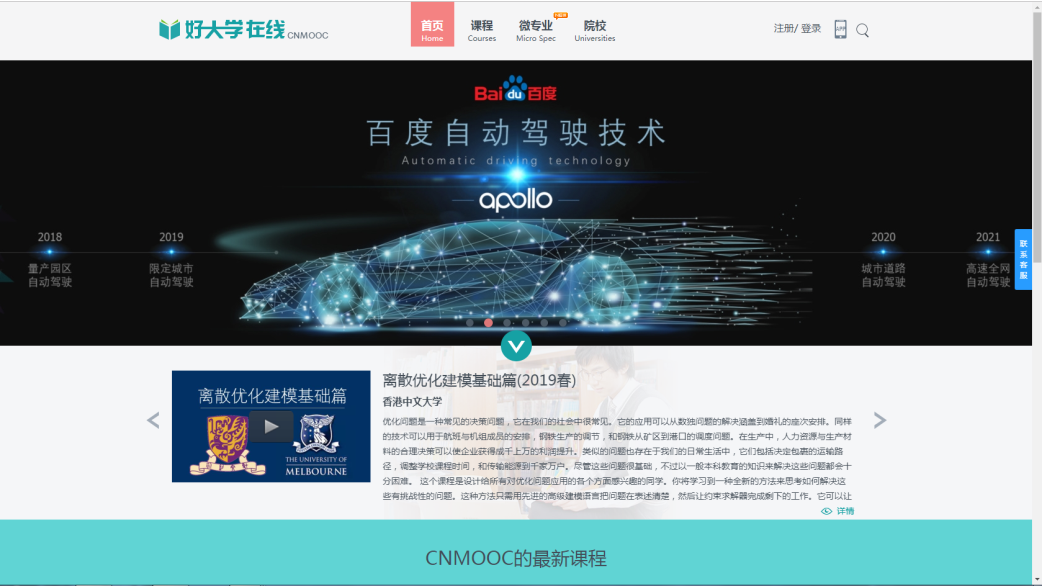 好大学在线 CNMOOC
首页 课程 微专业 院校
Home Courses Micro Spec Universities
注册/ 登录
Baidu百度
百度自动驾驶技术
Automatic driving technology
apollo
2018 2019 2020 2021
量产园区 限定城市 城市道路 高速全网
自动驾驶 自动驾驶 自动驾驶 自动驾驶
联系客服
离散优化建模基础篇
THE UNIVERSITY OF
MELBOURNE
离散优化建模基础篇(2019春)
香港中文大学
优化问题是一种常见的决策问题，它在我们的社会中很常见。它的应用可以从数独问题的解决涵盖到婚礼的座次安排。同样
的技术可以用于航班与机组成员的安排，钢铁生产的调节，和钢铁从矿区到港口的调度问题。在生产中，人力资源与生产材
料的合理决策可以使企业获得成千上万的利润提升。类似的问题也存在于我们的日常生活中，它们包括决定包裹的运输路
径，调整学校课程时间，和传输能源到千家万户。尽管这些问题很基础，不过以一般本科教育的知识来解决这些问题都会十
分困难。 这个课程是设计给所有对优化问题应用的各个方面感兴趣的同学。你将学习到一种全新的方法来思考如何解决这
些有挑战性的问题。这种方法只需用先进的高级建模语言把问题在表述清楚，然后让约束求解器完成剩下的工作。它可以让
详情
CNMOOC的最新课程